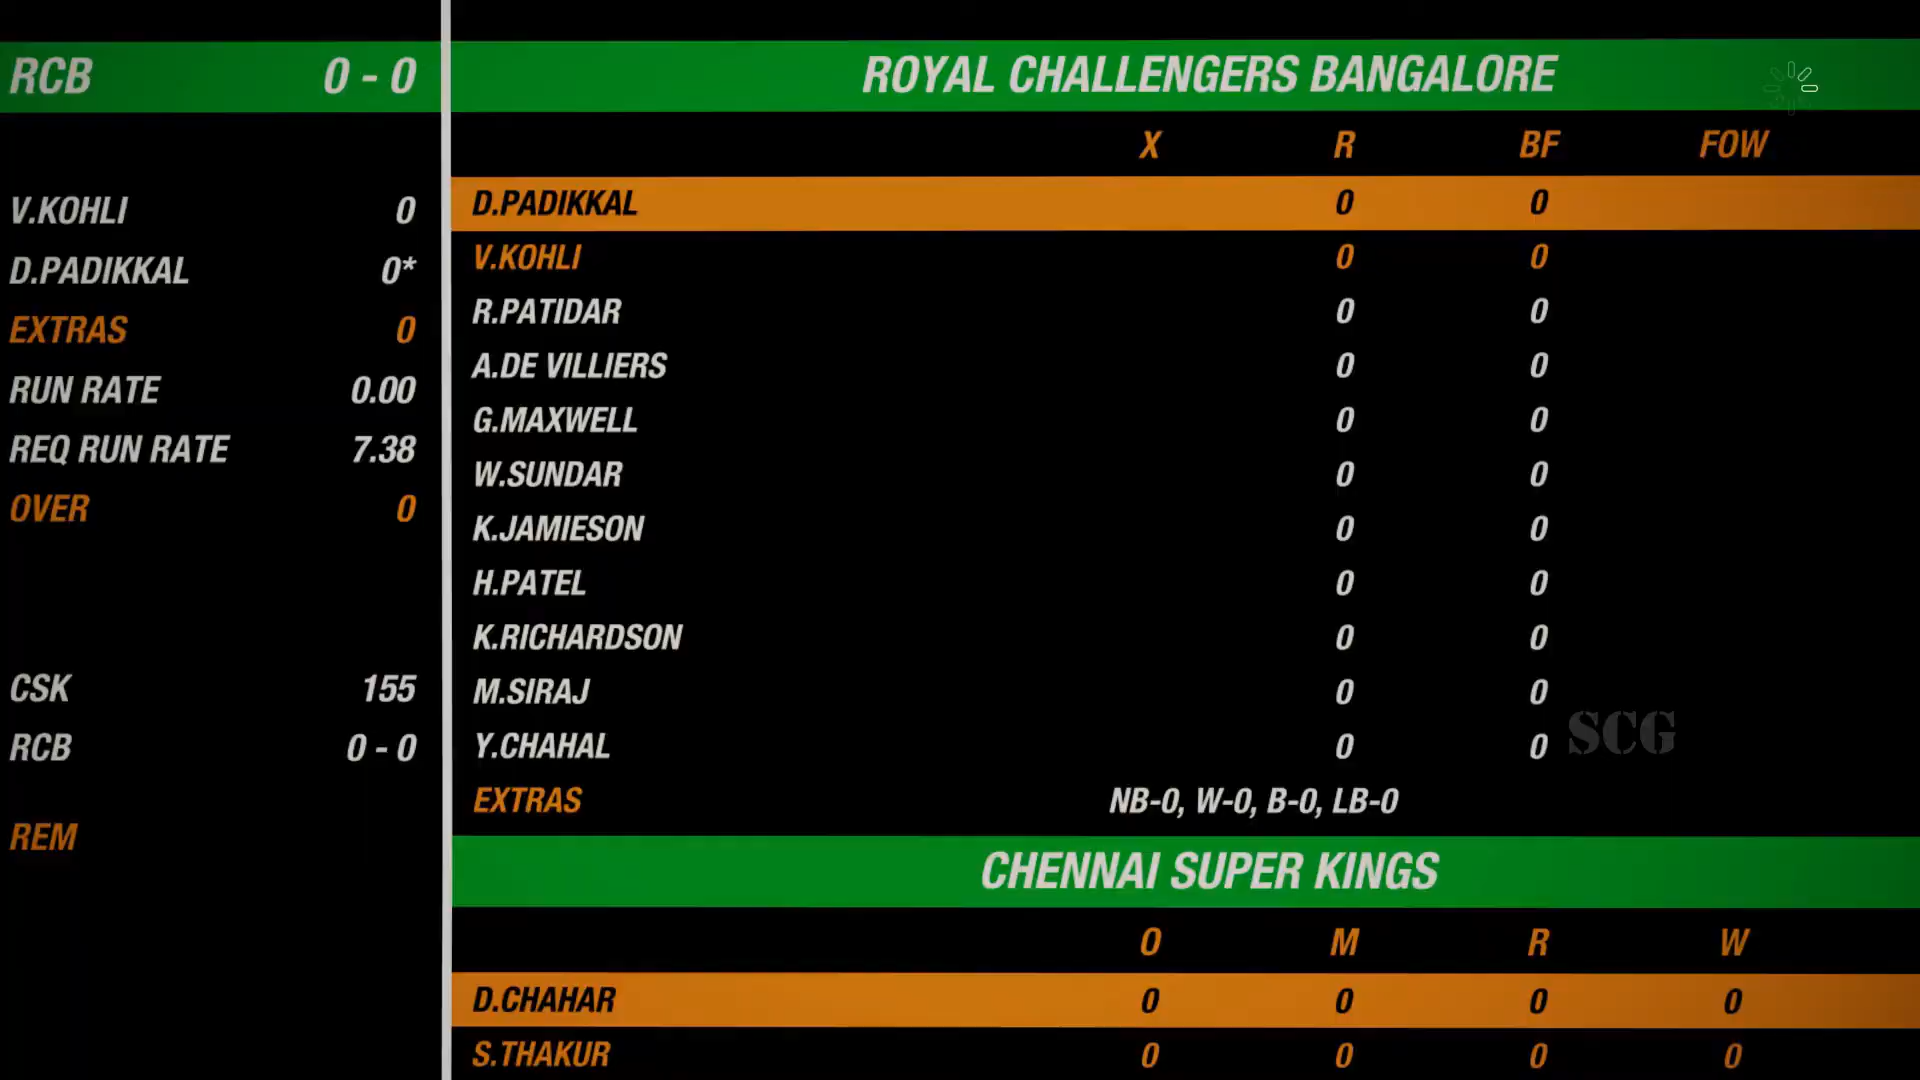 RCB 0 - 0
V.KOHLI 0
D.PADIKKAL 0*
EXTRAS 0
RUN RATE 0.00
REQ RUN RATE 7.38
OVER 0
CSK 155
RCB 0 - 0
REM
ROYAL CHALLENGERS BANGALORE
X R BF FOW
D.PADIKKAL 0 0
V.KOHLI 0 0
R.PATIDAR 0 0
A.DE VILLIERS 0 0
G.MAXWELL 0 0
W.SUNDAR 0 0
K.JAMIESON 0 0
H.PATEL 0 0
K.RICHARDSON 0 0
M.SIRAJ 0 0
Y.CHAHAL 0 0
SCG
EXTRAS NB-0, W-0, B-0, LB-0
CHENNAI SUPER KINGS
O M R W
D.CHAHAR 0 0 0 0
S.THAKUR 0 0 0 0